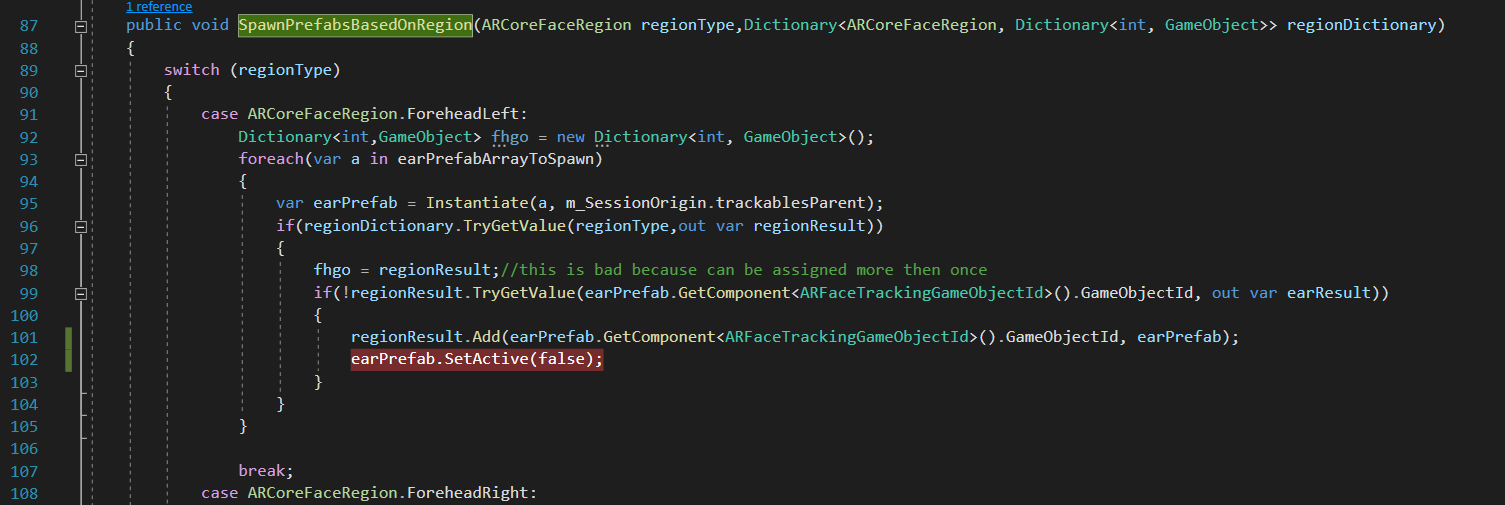 1 reference
87 public void SpawnPrefabsBasedOnRegion(ARCoreFaceRegion regionType,Dictionary<ARCoreFaceRegion, Dictionary<int, GameObject>> regionDictionary)
88 {
89 switch (regionType)
90 {
91 case ARCoreFaceRegion.ForeheadLeft:
92 Dictionary<int,GameObject> fhgo = new Dictionary<int, GameObject>();
93 foreach(var a in earPrefabArrayToSpawn)
94 {
95 var earPrefab = Instantiate(a, m_SessionOrigin.trackablesParent);
96 if(regionDictionary.TryGetValue(regionType,out var regionResult))
97 {
98 fhgo = regionResult;//this is bad because can be assigned more then once
99 if(!regionResult.TryGetValue(earPrefab.GetComponent<ARFaceTrackingGameObjectId>().GameObjectId, out var earResult))
100 {
101 regionResult.Add(earPrefab.GetComponent<ARFaceTrackingGameObjectId>().GameObjectId, earPrefab);
102 earPrefab.SetActive(false);
103 }
104 }
105 }
106
107 break;
108 case ARCoreFaceRegion.ForeheadRight: